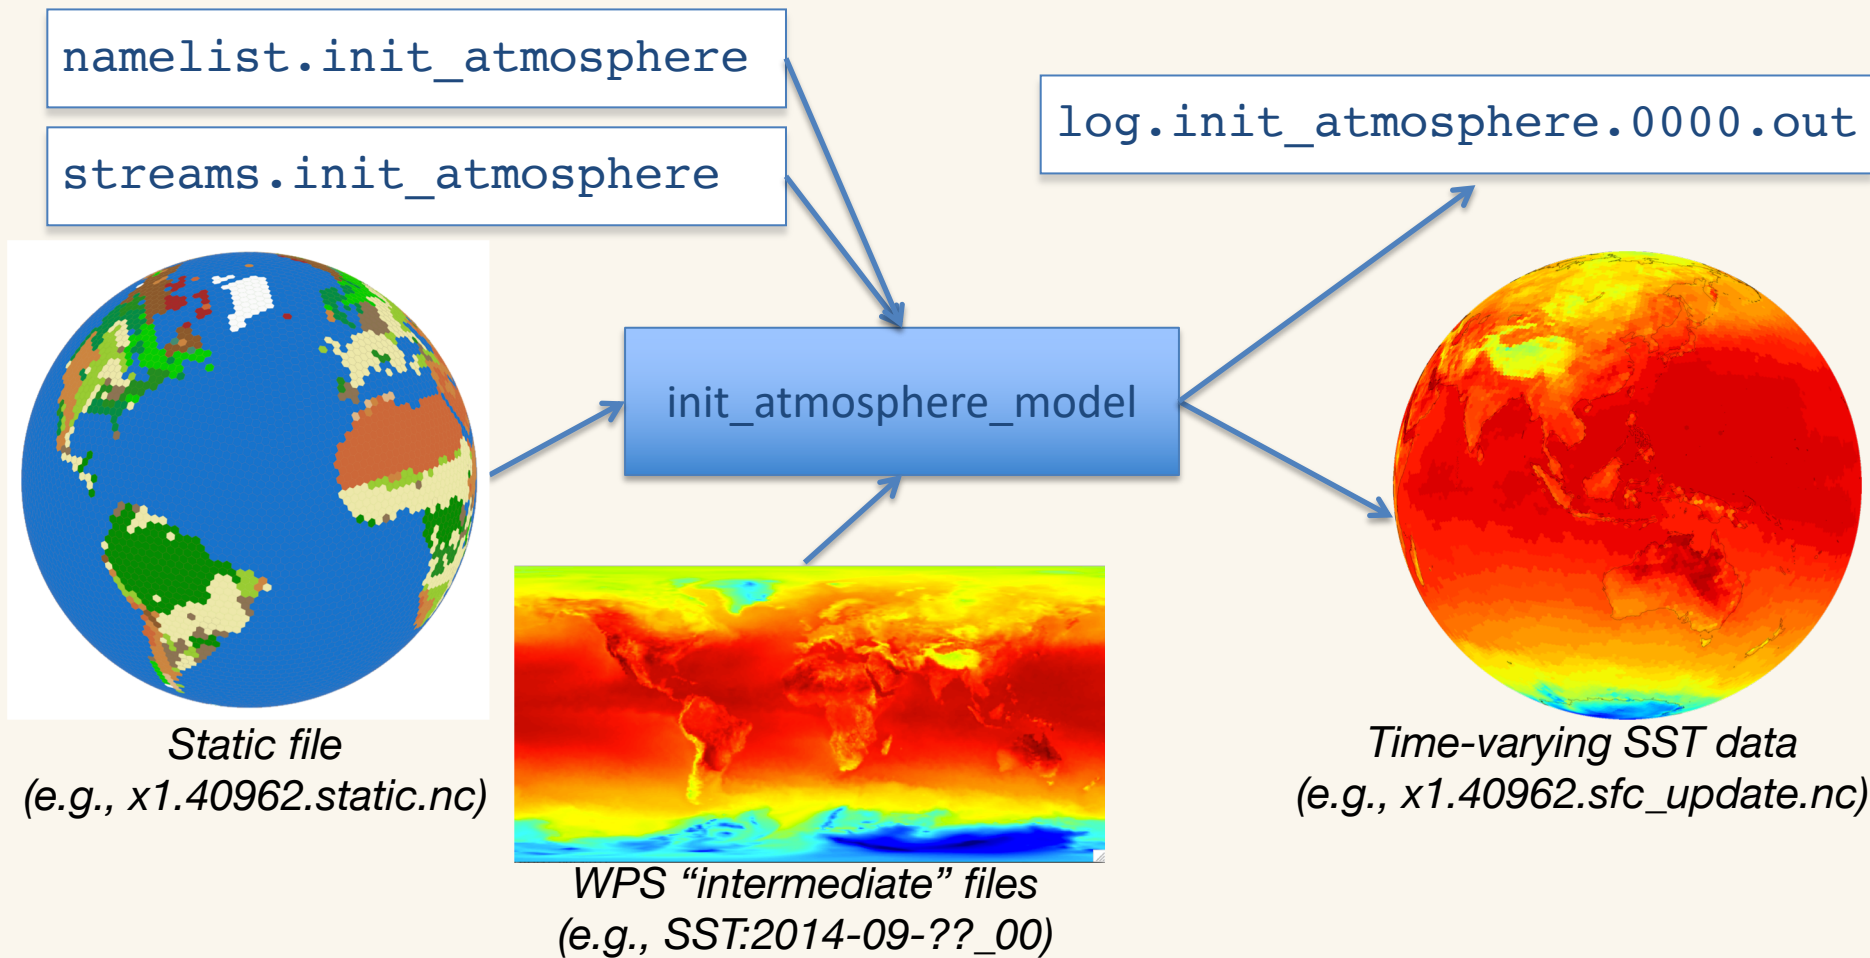 namelist.init_atmosphere
streams.init_atmosphere
log.init_atmosphere.0000.out
init_atmosphere_model
Static file
(e.g., x1.40962.static.nc)
WPS “intermediate” files
(e.g., SST:2014-09-??_00)
Time-varying SST data
(e.g., x1.40962.sfc_update.nc)